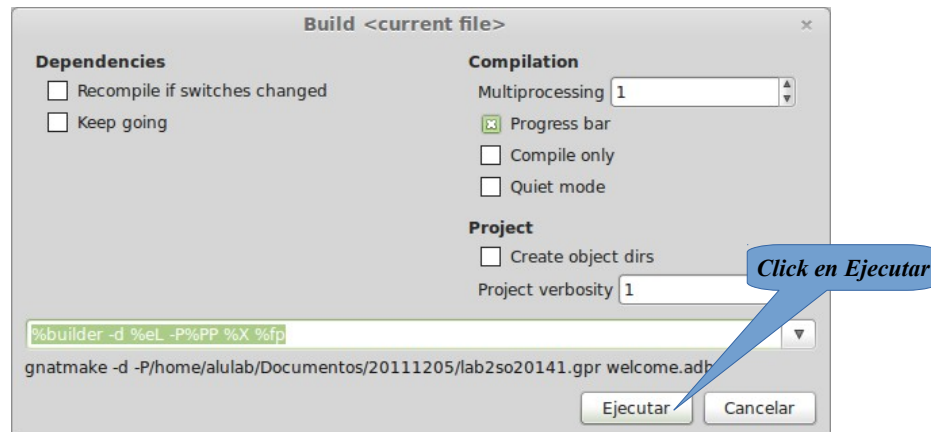 Build <current file>
Dependencies
Recompile if switches changed
Keep going
Compilation
Multiprocessing 1
Progress bar
Compile only
Quiet mode
Project
Create object dirs
Project verbosity 1
Click en Ejecutar
%builder -d %eL -P%PP %X %fp
gnatmake -d -P/home/alulab/Documentos/20111205/lab2so20141.gpr welcome.adb
Ejecutar
Cancelar